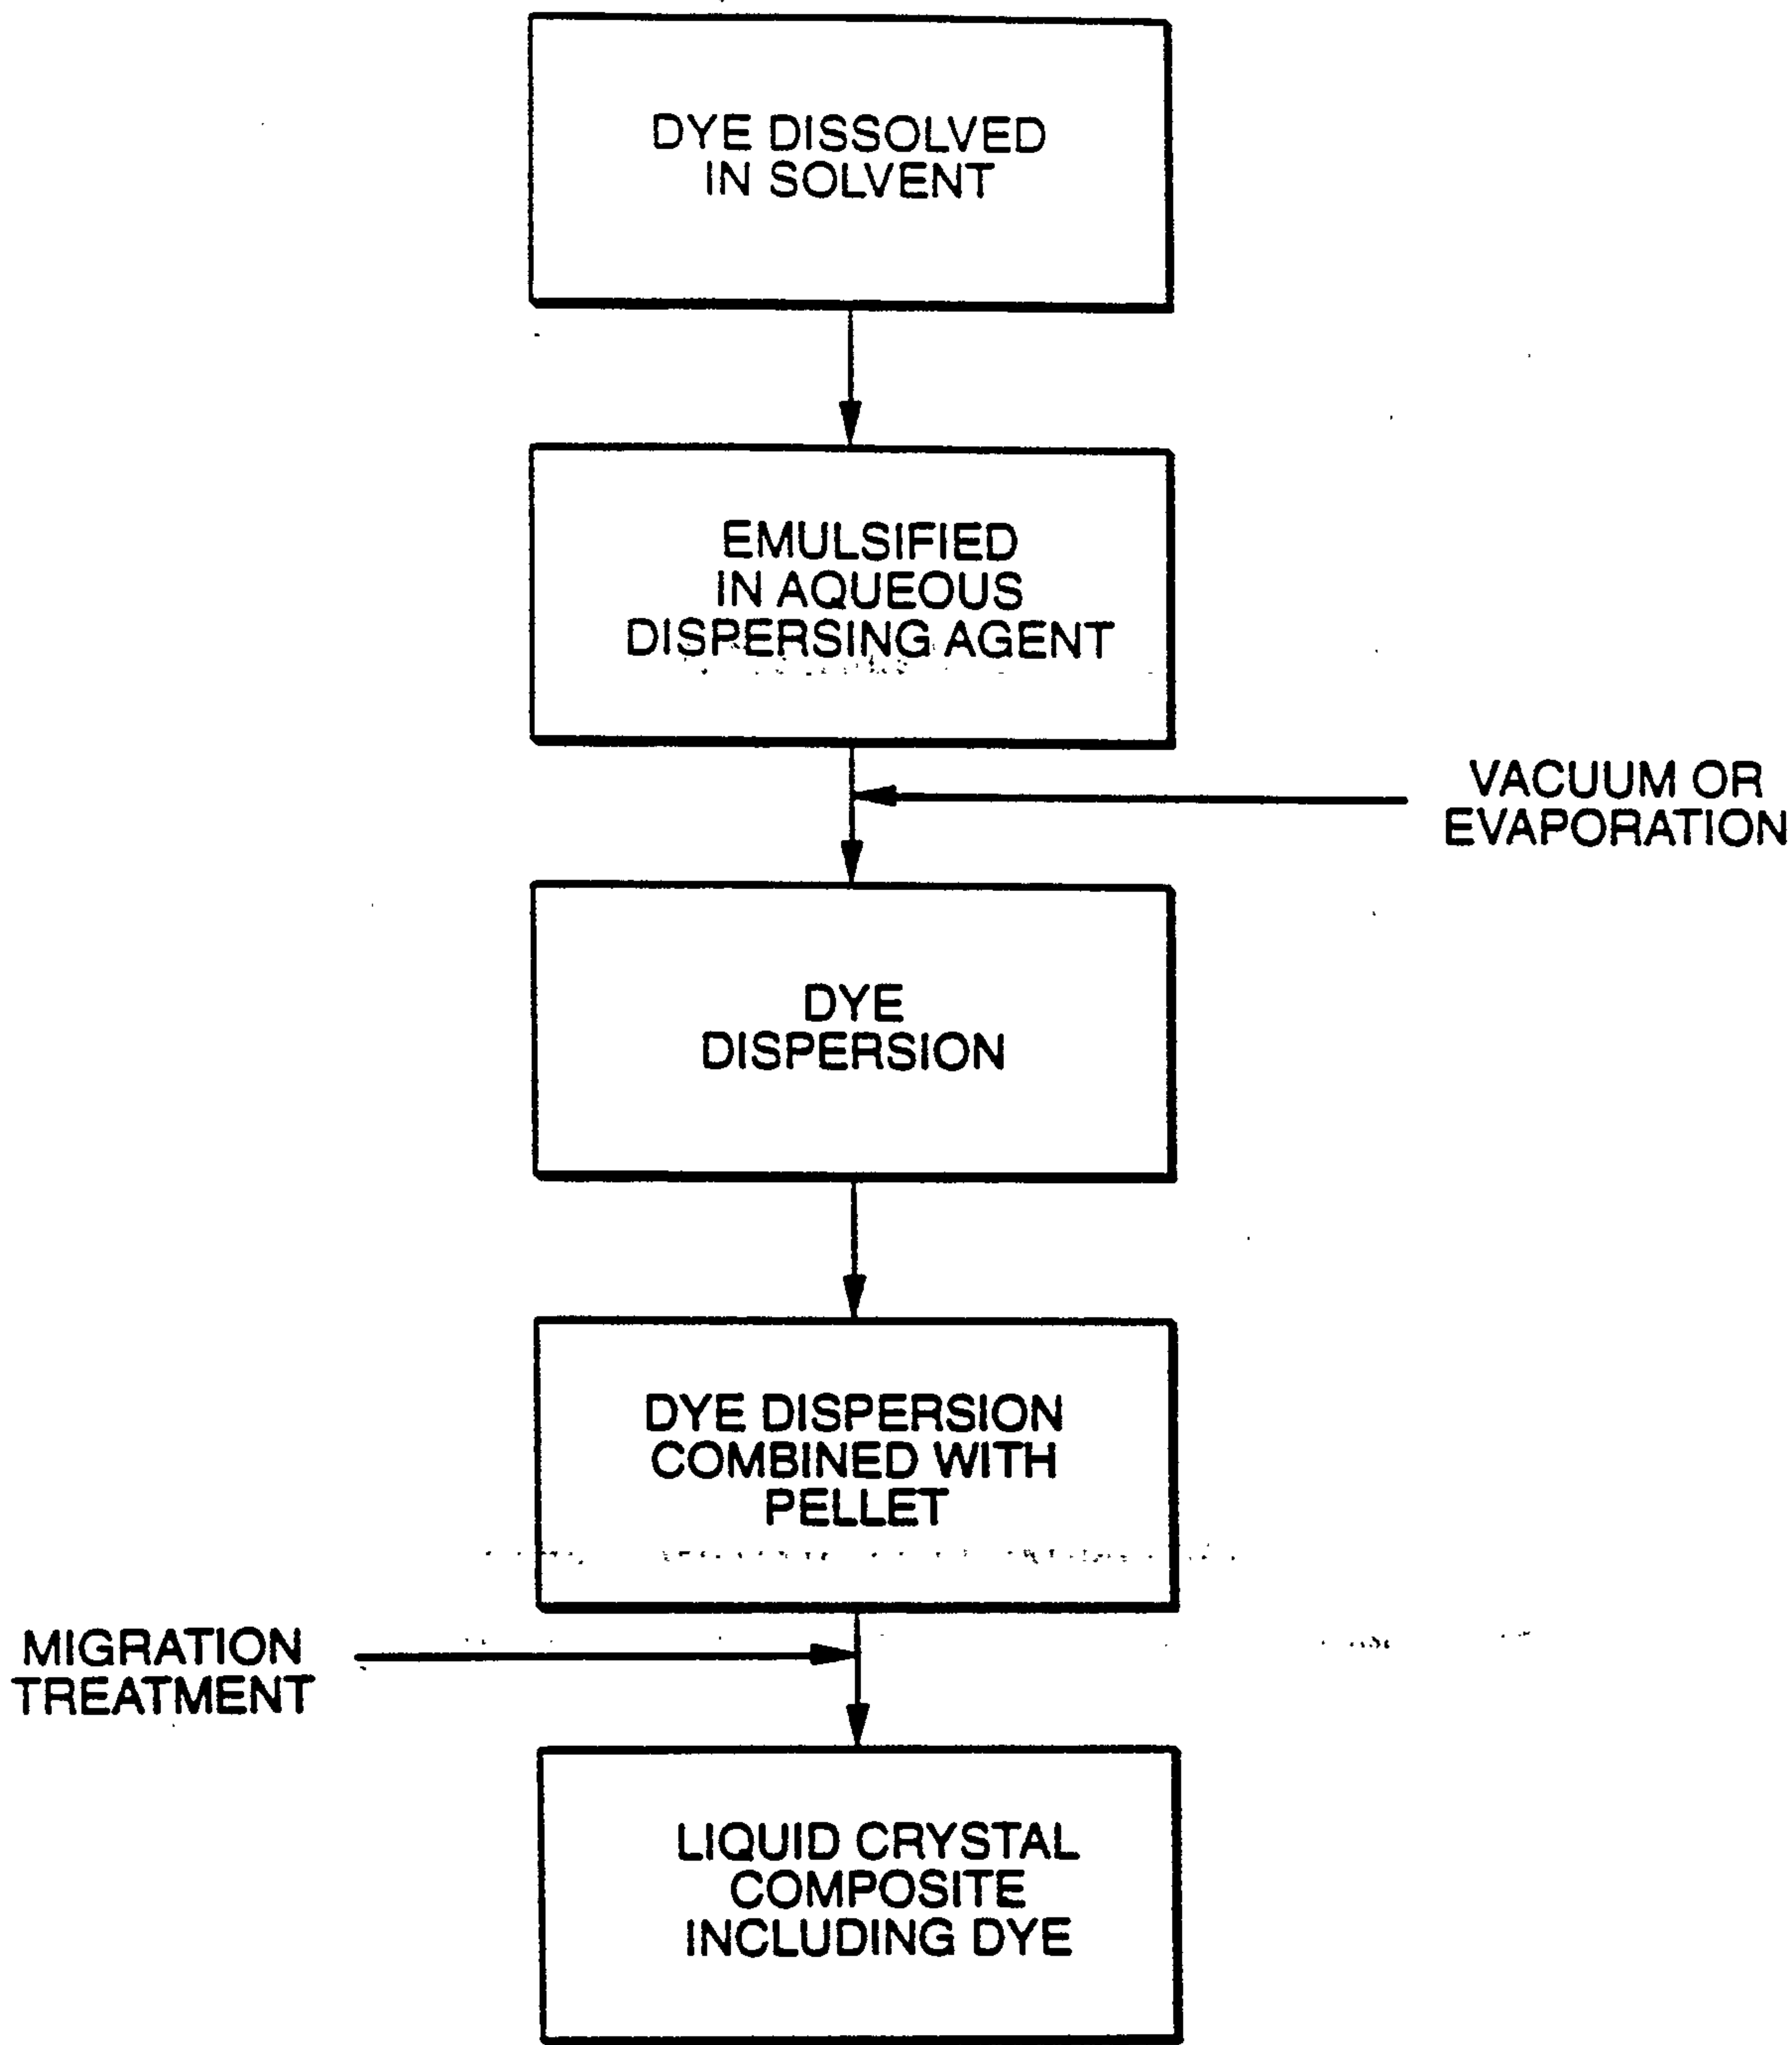 DYE DISSOLVED
IN SOLVENT
EMULSIFIED
IN AQUEOUS
DISPERSING AGENT
VACUUM OR
EVAPORATION
DYE
DISPERSION
DYE DISPERSION
COMBINED WITH
PELLET
MIGRATION
TREATMENT
LIQUID CRYSTAL
COMPOSITE
INCLUDING DYE